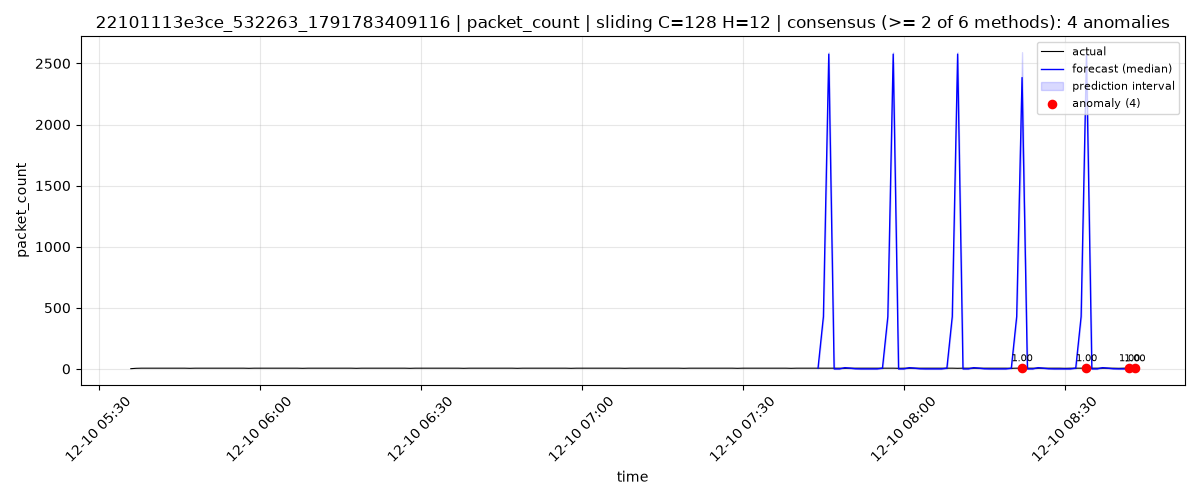 22101113e3ce_532263_1791783409116 | packet_count | sliding C=128 H=12 | consensus (>= 2 of 6 methods): 4 anomalies
packet_count
2500
2000
1500
1000
500
0
actual
forecast (median)
prediction interval
anomaly (4)
1.00
1.00
12-10 05:30
12-10 06:00
12-10 06:30
12-10 07:00
12-10 07:30
12-10 08:00
12-10 08:30
time